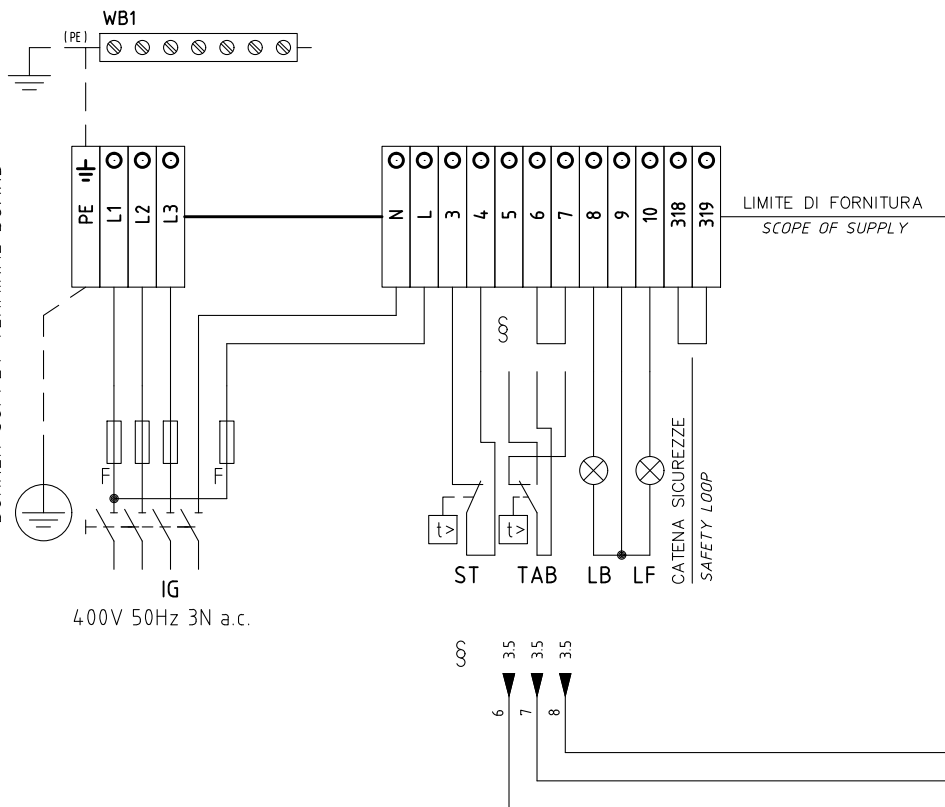 WB1
(PE)
PE
L1
L2
L3
N
L
3
4
5
6
7
8
9
10
318
319
LIMITE DI FORNITURA
SCOPE OF SUPPLY
§
F
F
t>
t>
ST
TAB
LB
LF
CATENA SICUREZZE
SAFETY LOOP
IG
400V 50Hz 3N a.c.
§
3.5
3.5
3.5
6
7
8